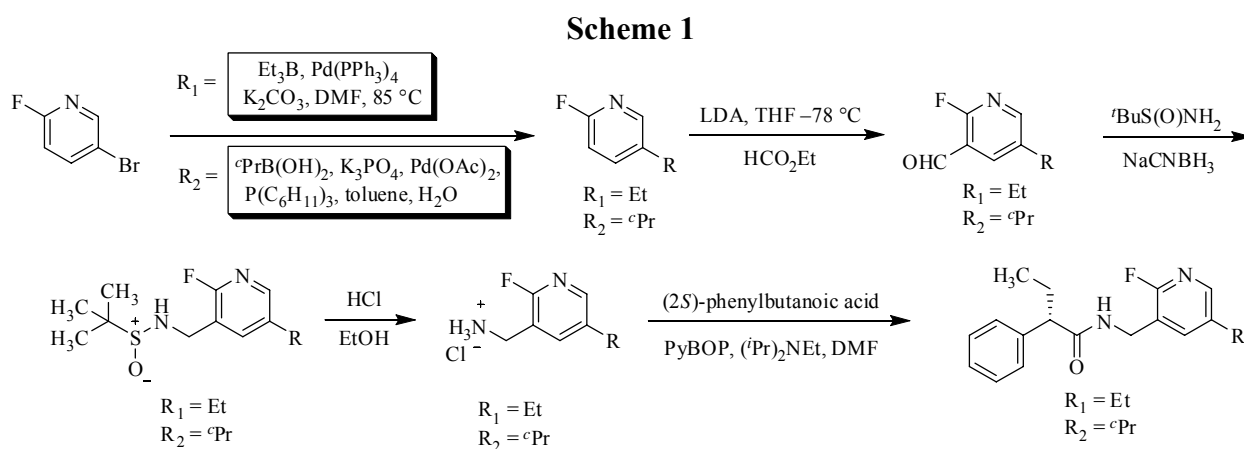 Scheme 1
R₁ =
Et₃B, Pd(PPh₃)₄
K₂CO₃, DMF, 85 °C
R₂ =
ᶜPrB(OH)₂, K₃PO₄, Pd(OAc)₂,
P(C₆H₁₁)₃, toluene, H₂O
F
N
Br
F
N
R
R₁ = Et
R₂ = ᶜPr
LDA, THF –78 °C
HCO₂Et
F
N
OHC
R
R₁ = Et
R₂ = ᶜPr
ᵗBuS(O)NH₂
NaCNBH₃
CH₃
H₃C
H₃C
S
+
O
−
H
N
F
N
R
R₁ = Et
R₂ = ᶜPr
HCl
EtOH
F
N
+
H₃N
Cl
−
R
R₁ = Et
R₂ = ᶜPr
(2S)-phenylbutanoic acid
PyBOP, (ⁱPr)₂NEt, DMF
H₃C
H
N
O
F
N
R
R₁ = Et
R₂ = ᶜPr